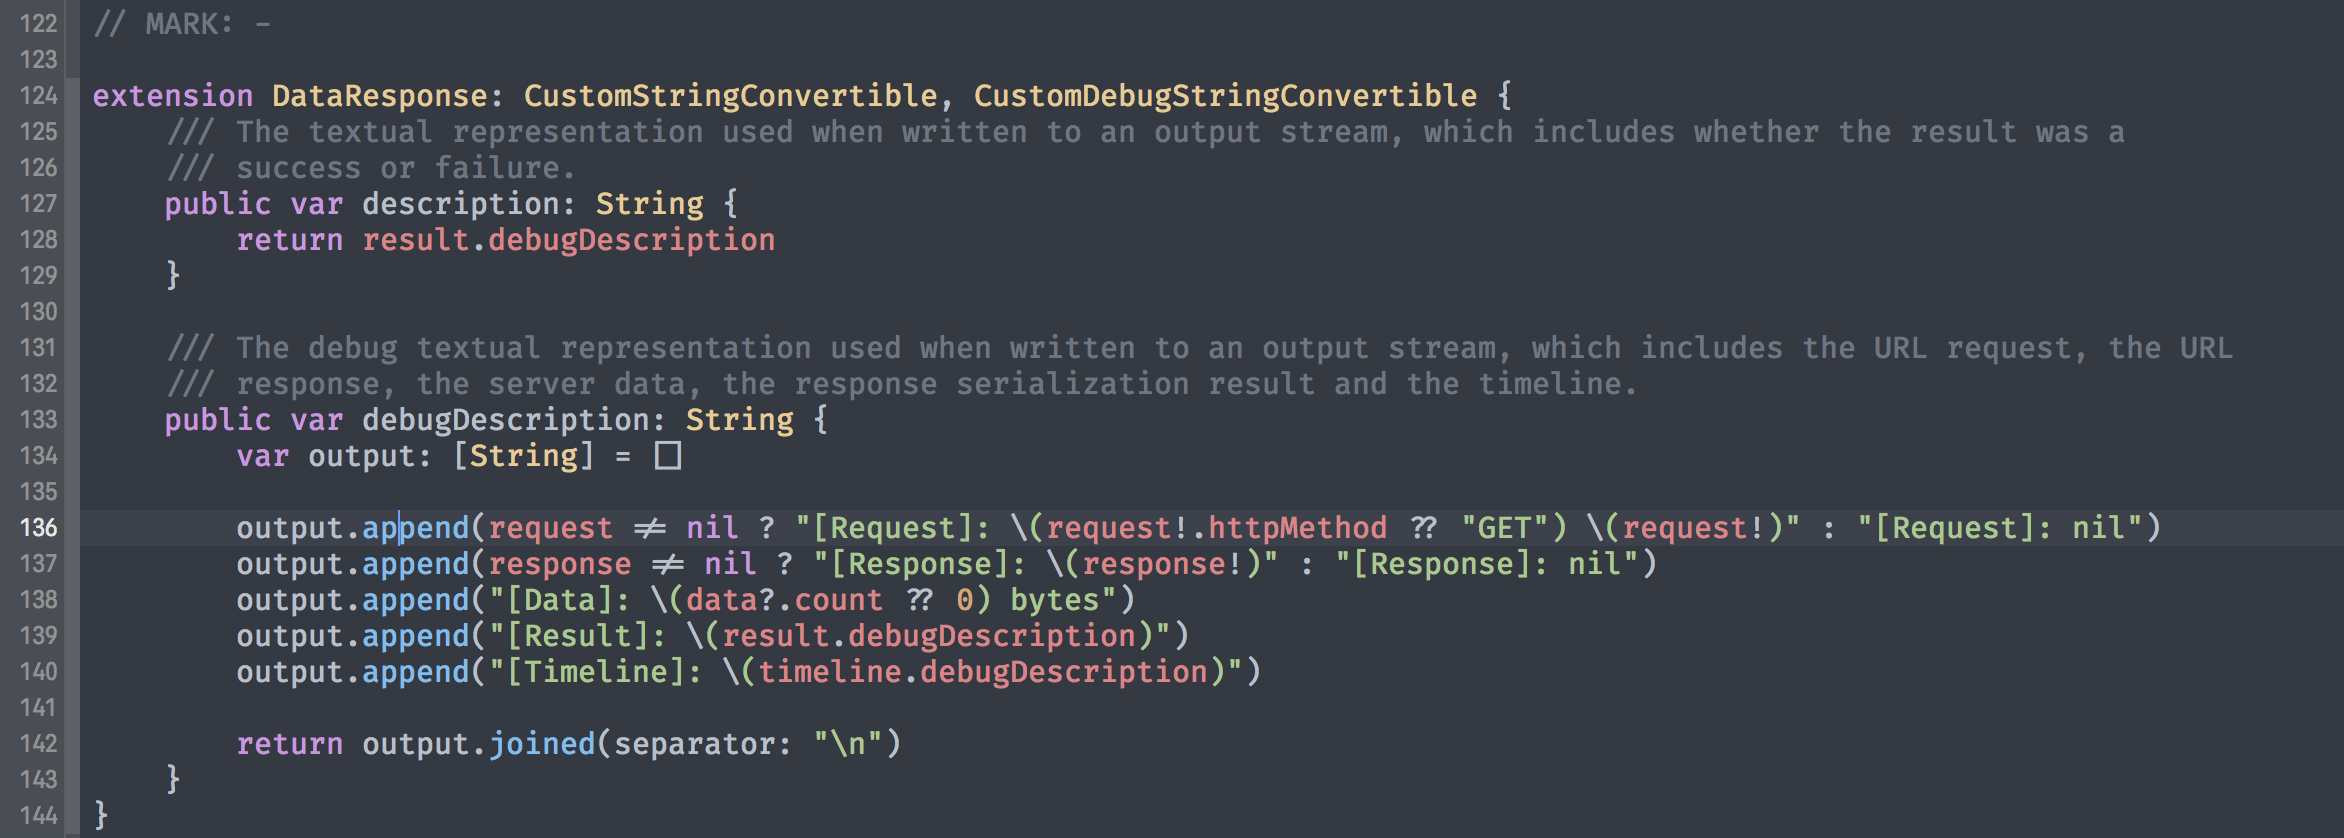 122 // MARK: -
123
124 extension DataResponse: CustomStringConvertible, CustomDebugStringConvertible {
125     /// The textual representation used when written to an output stream, which includes whether the result was a
126     /// success or failure.
127     public var description: String {
128         return result.debugDescription
129     }
130
131     /// The debug textual representation used when written to an output stream, which includes the URL request, the URL
132     /// response, the server data, the response serialization result and the timeline.
133     public var debugDescription: String {
134         var output: [String] = []
135
136         output.append(request != nil ? "[Request]: \(request!.httpMethod ?? "GET") \(request!)" : "[Request]: nil")
137         output.append(response != nil ? "[Response]: \(response!)" : "[Response]: nil")
138         output.append("[Data]: \(data?.count ?? 0) bytes")
139         output.append("[Result]: \(result.debugDescription)")
140         output.append("[Timeline]: \(timeline.debugDescription)")
141
142         return output.joined(separator: "\n")
143     }
144 }